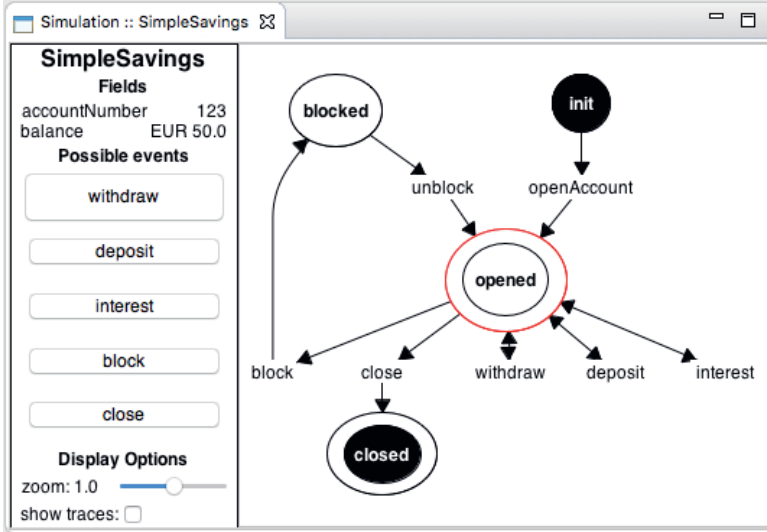 Simulation :: SimpleSavings
SimpleSavings
Fields
accountNumber 123
balance EUR 50.0
Possible events
withdraw
deposit
interest
block
close
Display Options
zoom: 1.0
show traces:
blocked
init
unblock
openAccount
opened
block
close
withdraw
deposit
interest
closed